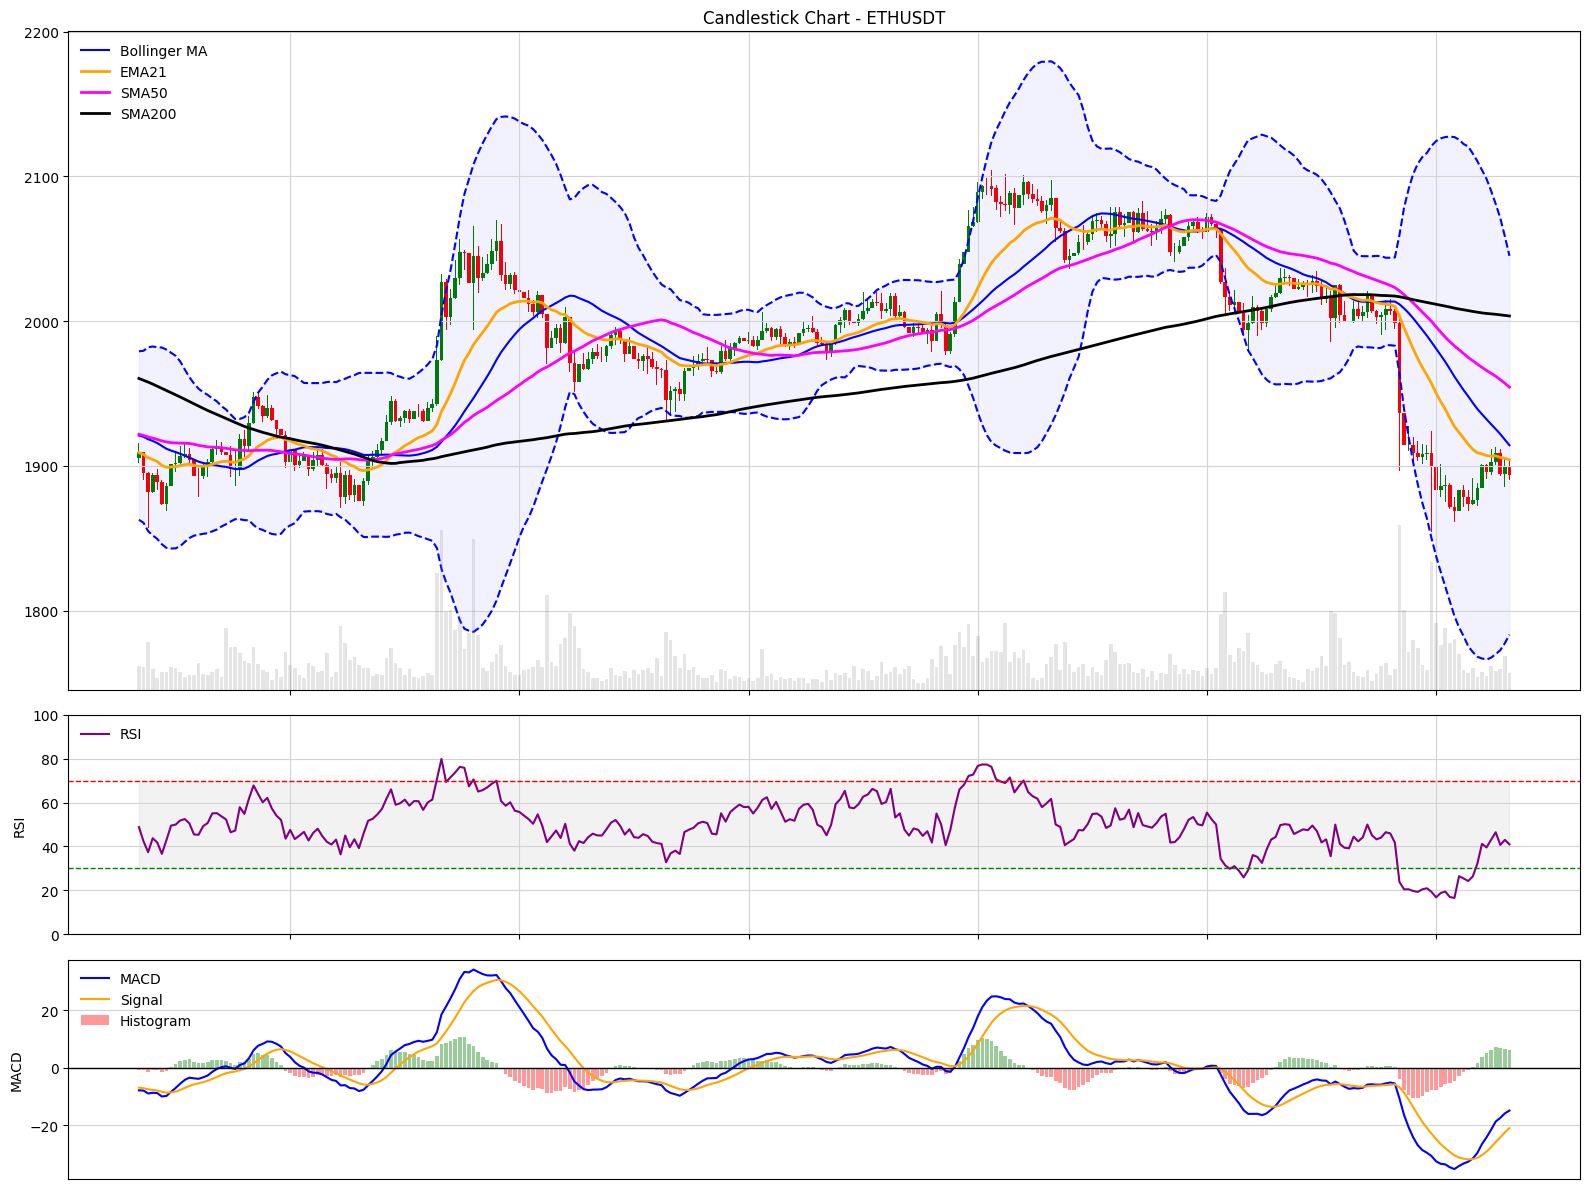 Candlestick Chart - ETHUSDT
2200
2100
2000
1900
1800
Bollinger MA
EMA21
SMA50
SMA200
RSI
100
80
60
40
20
0
RSI
MACD
20
0
−20
MACD
Signal
Histogram